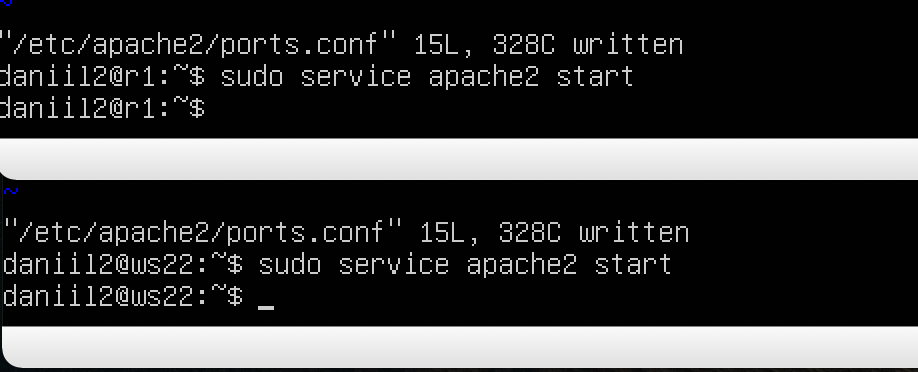 ~
"/etc/apache2/ports.conf" 15L, 328C written
daniil2@r1:~$ sudo service apache2 start
daniil2@r1:~$
~
"/etc/apache2/ports.conf" 15L, 328C written
daniil2@ws22:~$ sudo service apache2 start
daniil2@ws22:~$ _